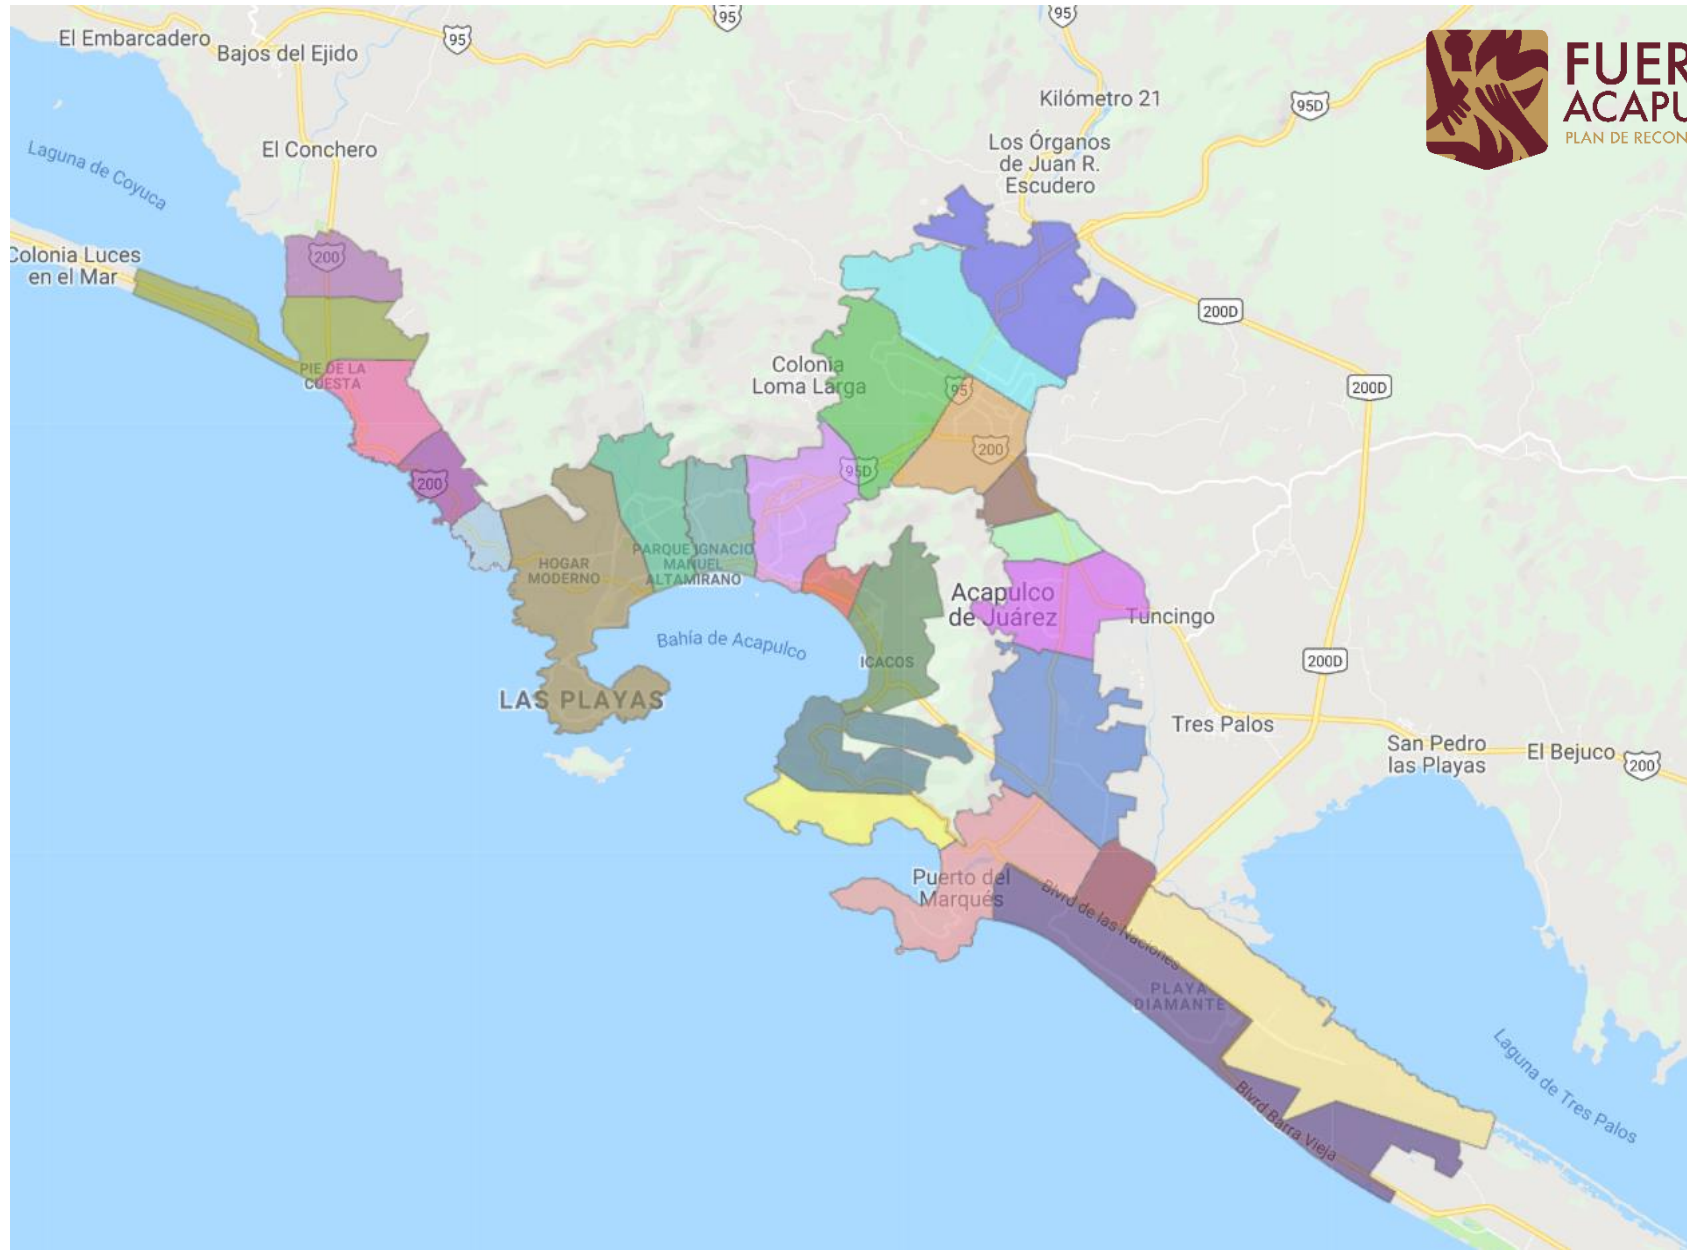 95
95
El Embarcadero
Bajos del Ejido
95
FUER
ACAPU
PLAN DE RECON
Kilómetro 21
95D
Los Órganos
de Juan R.
Escudero
El Conchero
Laguna de Coyuca
200
Colonia Luces
en el Mar
200D
PIE DE LA
CUESTA
Colonia
Loma Larga
95
200D
200
95D
200
HOGAR
MODERNO
PARQUE IGNACIO
MANUEL
ALTAMIRANO
Acapulco
de Juárez
Tuncingo
Bahía de Acapulco
ICACOS
200D
LAS PLAYAS
Tres Palos
San Pedro
las Playas
El Bejuco
200
Puerto del
Marqués
Blvrd de las Naciones
PLAYA
DIAMANTE
Laguna de Tres Palos
Blvrd Barra Vieja